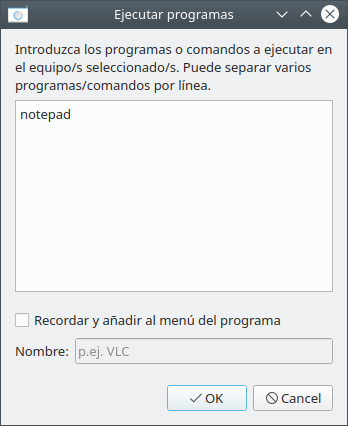 Ejecutar programas
Introduzca los programas o comandos a ejecutar en
el equipo/s seleccionado/s. Puede separar varios
programas/comandos por línea.
notepad
Recordar y añadir al menú del programa
Nombre: p.ej. VLC
OK Cancel